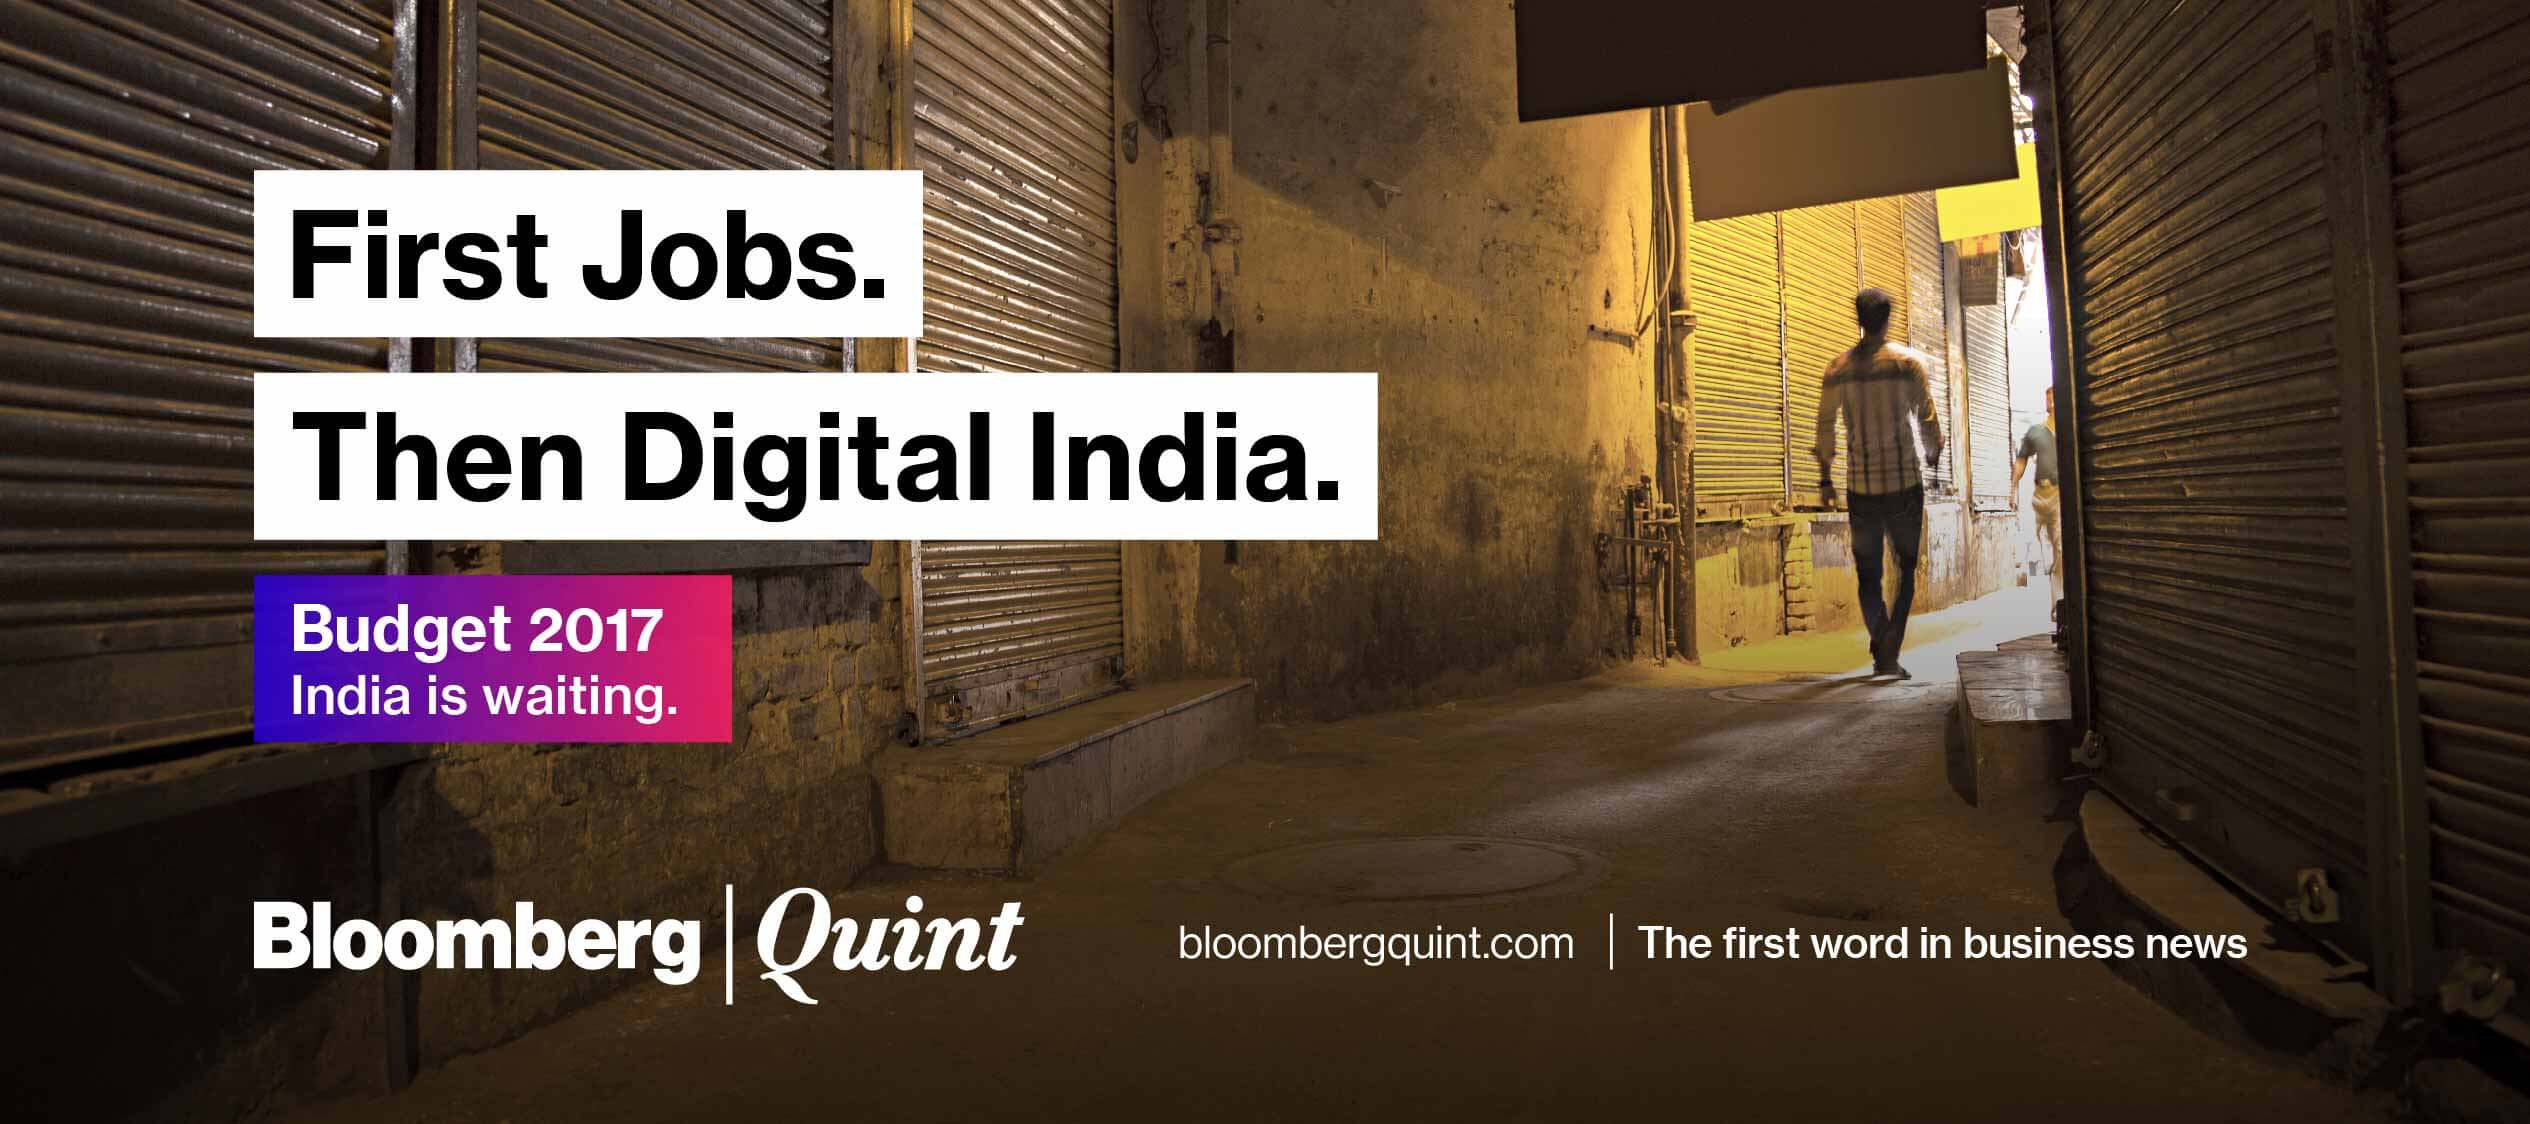 First Jobs.
Then Digital India.
Budget 2017
India is waiting.
Bloomberg | Quint
bloombergquint.com | The first word in business news